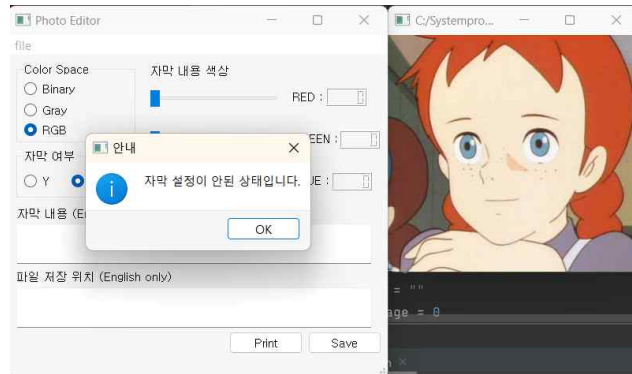 Photo Editor
file
Color Space
Binary
Gray
RGB
자막 내용 색상
RED :
EEN :
UE :
자막 여부
Y
안내
자막 설정이 안된 상태입니다.
OK
자막 내용 (E
파일 저장 위치 (English only)
Print
Save
C:/Systempro...
= ""
age = 0